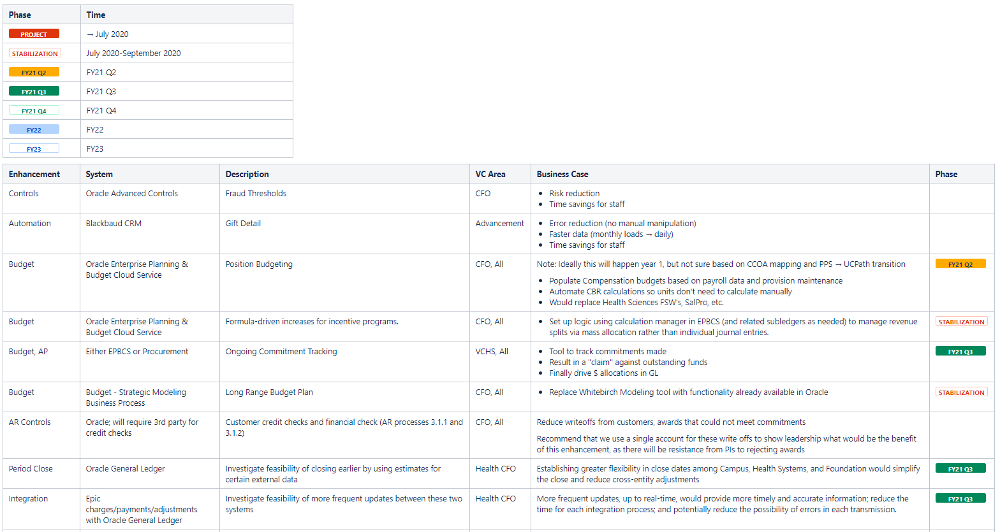 Phase Time
PROJECT → July 2020
STABILIZATION July 2020-September 2020
FY21 Q2 FY21 Q2
FY21 Q3 FY21 Q3
FY21 Q4 FY21 Q4
FY22 FY22
FY23 FY23
Enhancement System Description VC Area Business Case Phase
Controls Oracle Advanced Controls Fraud Thresholds CFO • Risk reduction
• Time savings for staff
Automation Blackbaud CRM Gift Detail Advancement • Error reduction (no manual manipulation)
• Faster data (monthly loads → daily)
• Time savings for staff
Budget Oracle Enterprise Planning & Position Budgeting CFO, All Note: Ideally this will happen year 1, but not sure based on CCOA mapping and PPS → UCPath transition FY21 Q2
Budget Cloud Service
• Populate Compensation budgets based on payroll data and provision maintenance
• Automate CBR calculations so units don't need to calculate manually
• Would replace Health Sciences FSW's, SalPro, etc.
Budget Oracle Enterprise Planning & Formula-driven increases for incentive programs. CFO, All • Set up logic using calculation manager in EPBCS (and related subledgers as needed) to manage revenue STABILIZATION
Budget Cloud Service splits via mass allocation rather than individual journal entries.
Budget, AP Either EPBCS or Procurement Ongoing Commitment Tracking VCHS, All • Tool to track commitments made FY21 Q3
• Result in a "claim" against outstanding funds
• Finally drive $ allocations in GL
Budget Budget - Strategic Modeling Long Range Budget Plan CFO, All • Replace Whitebirch Modeling tool with functionality already available in Oracle STABILIZATION
Business Process
AR Controls Oracle; will require 3rd party for Customer credit checks and financial check (AR processes 3.1.1 and CFO, All Reduce writeoffs from customers, awards that could not meet commitments
credit checks 3.1.2)
Recommend that we use a single account for these write offs to show leadership what would be the benefit
of this enhancement, as there will be resistance from PIs to rejecting awards
Period Close Oracle General Ledger Investigate feasibility of closing earlier by using estimates for Health CFO Establishing greater flexibility in close dates among Campus, Health Systems, and Foundation would simplify FY21 Q3
certain external data the close and reduce cross-entity adjustments
Integration Epic Investigate feasibility of more frequent updates between these two Health CFO More frequent updates, up to real-time, would provide more timely and accurate information; reduce the FY21 Q3
charges/payments/adjustments systems time for each integration process; and potentially reduce the possibility of errors in each transmission.
with Oracle General Ledger